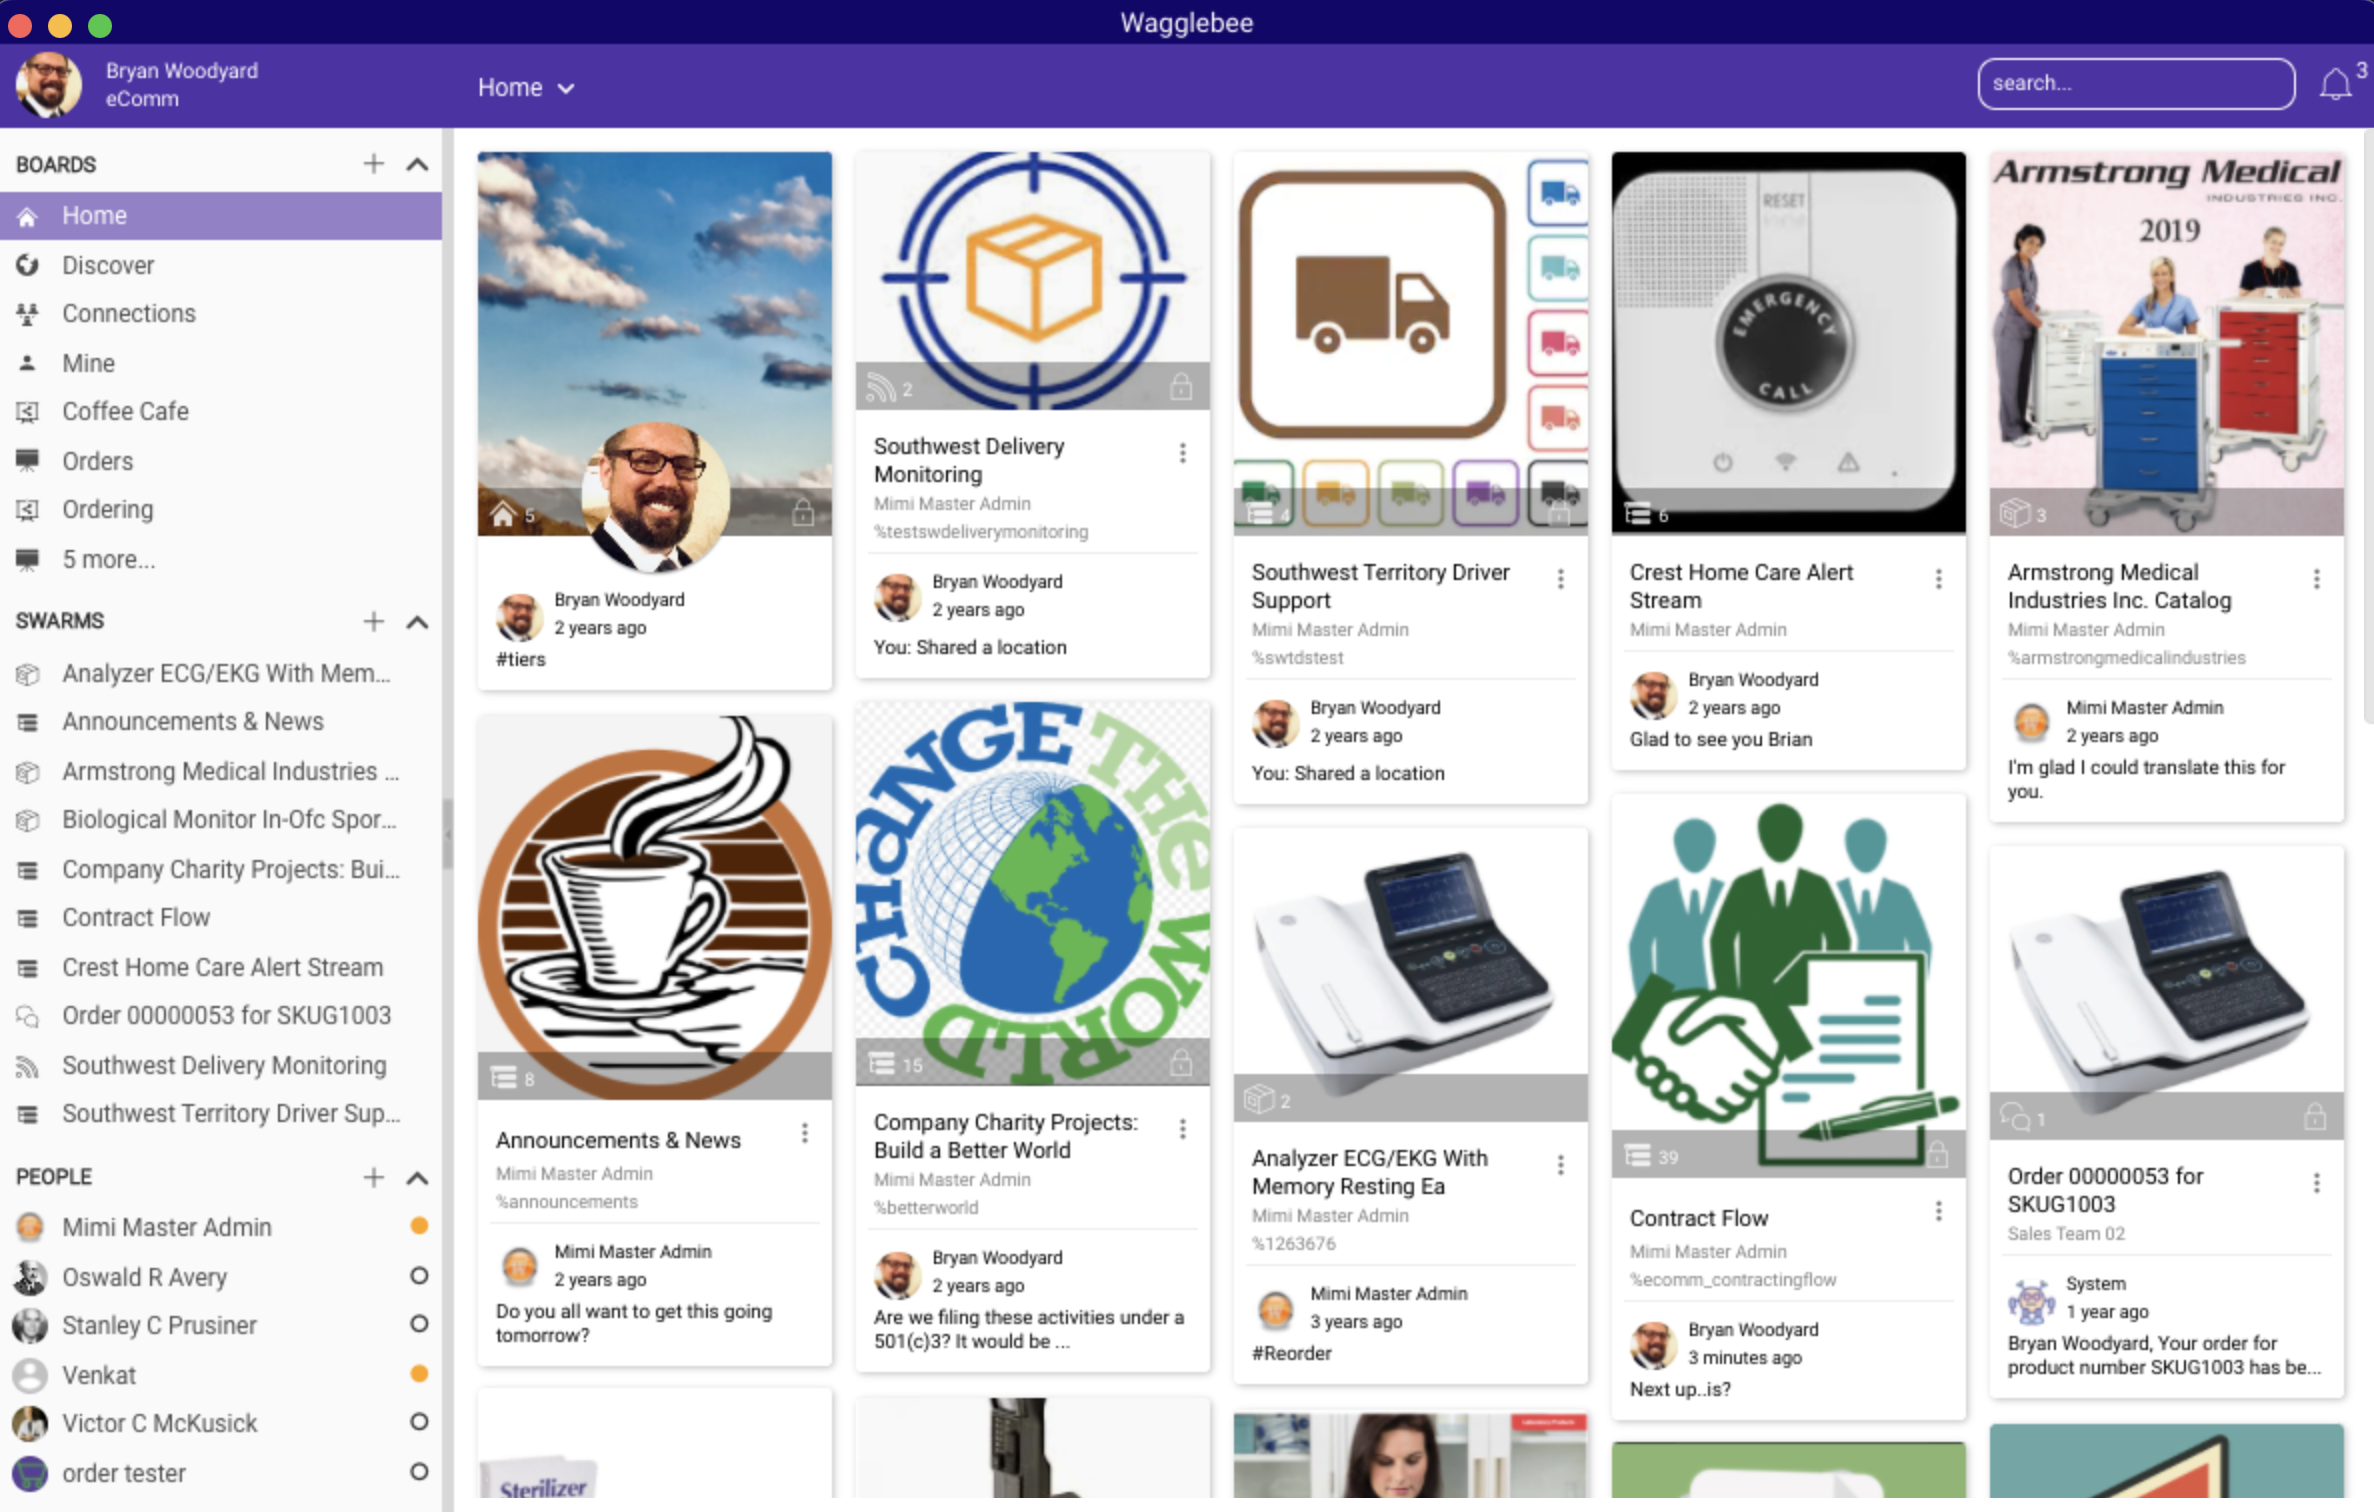 Wagglebee
Bryan Woodyard
eComm
Home
search...
3
BOARDS
Home
Discover
Connections
Mine
Coffee Cafe
Orders
Ordering
5 more...
SWARMS
Analyzer ECG/EKG With Mem...
Announcements & News
Armstrong Medical Industries ...
Biological Monitor In-Ofc Spor...
Company Charity Projects: Bui...
Contract Flow
Crest Home Care Alert Stream
Order 00000053 for SKUG1003
Southwest Delivery Monitoring
Southwest Territory Driver Sup...
PEOPLE
Mimi Master Admin
Oswald R Avery
Stanley C Prusiner
Venkat
Victor C McKusick
order tester
5
Bryan Woodyard
2 years ago
#tiers
8
Announcements & News
Mimi Master Admin
%announcements
Mimi Master Admin
2 years ago
Do you all want to get this going
tomorrow?
Sterilizer
2
Southwest Delivery
Monitoring
Mimi Master Admin
%testswdeliverymonitoring
Bryan Woodyard
2 years ago
You: Shared a location
CHaNGE THe WORLD
15
Company Charity Projects:
Build a Better World
Mimi Master Admin
%betterworld
Bryan Woodyard
2 years ago
Are we filing these activities under a
501(c)3? It would be ...
4
Southwest Territory Driver
Support
Mimi Master Admin
%swtdstest
Bryan Woodyard
2 years ago
You: Shared a location
2
Analyzer ECG/EKG With
Memory Resting Ea
Mimi Master Admin
%1263676
Mimi Master Admin
3 years ago
#Reorder
RESET
EMERGENCY
CALL
6
Crest Home Care Alert
Stream
Mimi Master Admin
Bryan Woodyard
2 years ago
Glad to see you Brian
39
Contract Flow
Mimi Master Admin
%ecomm_contractingflow
Bryan Woodyard
3 minutes ago
Next up..is?
Armstrong Medical
INDUSTRIES INC.
2019
3
Armstrong Medical
Industries Inc. Catalog
Mimi Master Admin
%armstrongmedicalindustries
Mimi Master Admin
2 years ago
I'm glad I could translate this for
you.
1
Order 00000053 for
SKUG1003
Sales Team 02
System
1 year ago
Bryan Woodyard, Your order for
product number SKUG1003 has be...